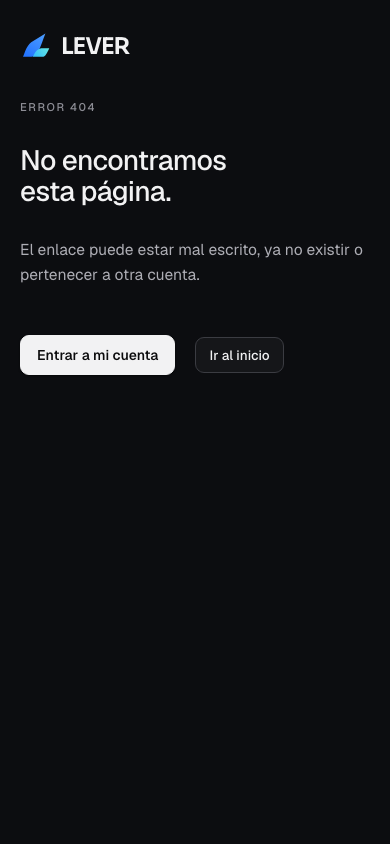 LEVER
ERROR 404
No encontramos
esta página.
El enlace puede estar mal escrito, ya no existir o
pertenecer a otra cuenta.
Entrar a mi cuenta
Ir al inicio